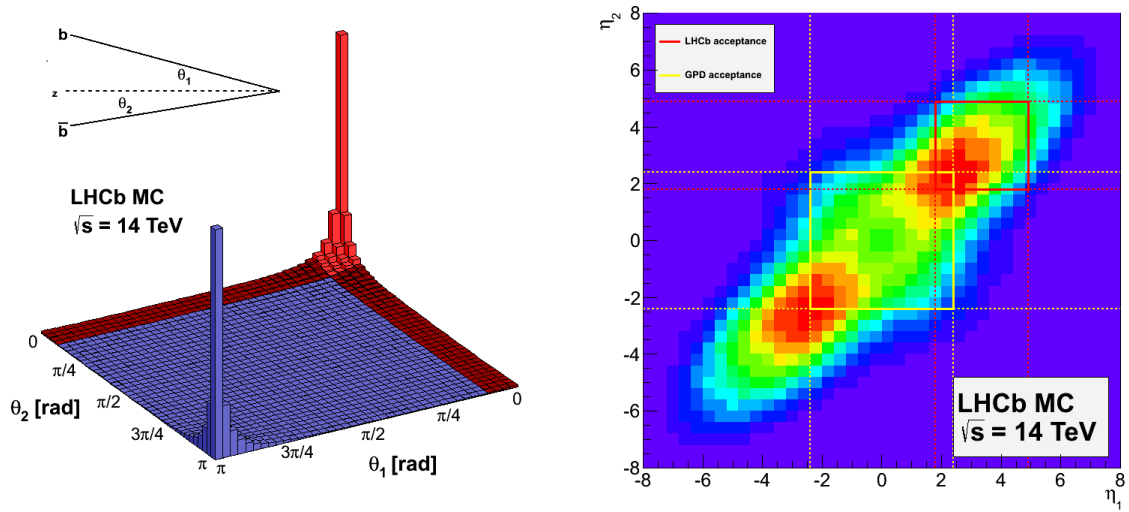 b
θ1
z
θ2
b̅
LHCb MC
√s = 14 TeV
0
π/4
π/2
3π/4
π
θ2 [rad]
π
3π/4
π/2
π/4
0
θ1 [rad]
η2
8
6
4
2
0
-2
-4
-6
-8
LHCb acceptance
GPD acceptance
LHCb MC
√s = 14 TeV
-8 -6 -4 -2 0 2 4 6 8
η1